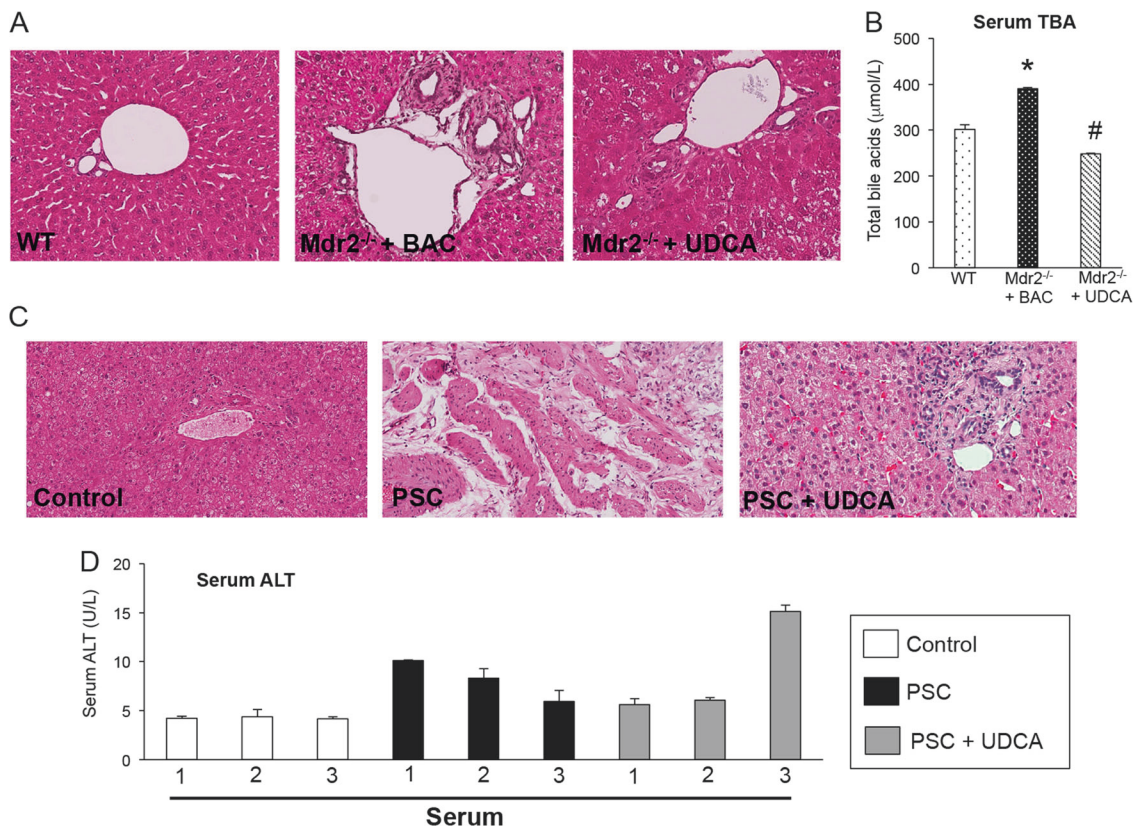 A
WT
Mdr2-/- + BAC
Mdr2-/- + UDCA
B
Serum TBA
Total bile acids (µmol/L)
500
400
300
200
100
0
*
#
WT
Mdr2-/-
+ BAC
Mdr2-/-
+ UDCA
C
Control
PSC
PSC + UDCA
D
Serum ALT
Serum ALT (U/L)
20
15
10
5
0
1 2 3 1 2 3 1 2 3
Serum
Control
PSC
PSC + UDCA